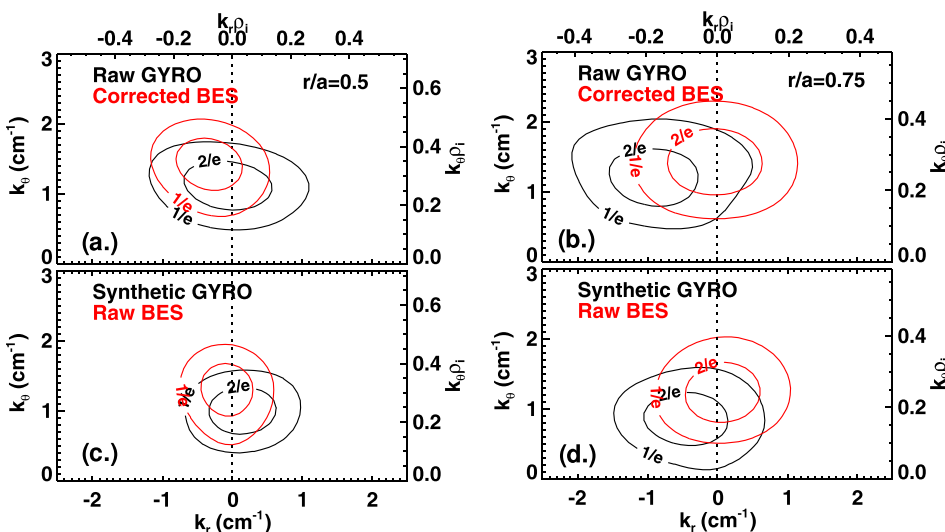 kᵣρᵢ
-0.4 -0.2 0.0 0.2 0.4
3 2 1 0
kθ (cm⁻¹)
Raw GYRO
Corrected BES
r/a=0.5
2/e
1/e
1/e
(a.)
0.6 0.4 0.2 0.0
kθρᵢ
kᵣρᵢ
-0.4 -0.2 0.0 0.2 0.4
3 2 1 0
kθ (cm⁻¹)
Raw GYRO
Corrected BES
r/a=0.75
2/e
2/e
1/e
1/e
(b.)
0.4 0.2 0.0
kθρᵢ
3 2 1 0
kθ (cm⁻¹)
Synthetic GYRO
Raw BES
2/e
1/e
1/e
(c.)
0.6 0.4 0.2 0.0
kθρᵢ
-2 -1 0 1 2
kᵣ (cm⁻¹)
3 2 1 0
kθ (cm⁻¹)
Synthetic GYRO
Raw BES
2/e
2/e
1/e
1/e
(d.)
0.4 0.2 0.0
kθρᵢ
-2 -1 0 1 2
kᵣ (cm⁻¹)